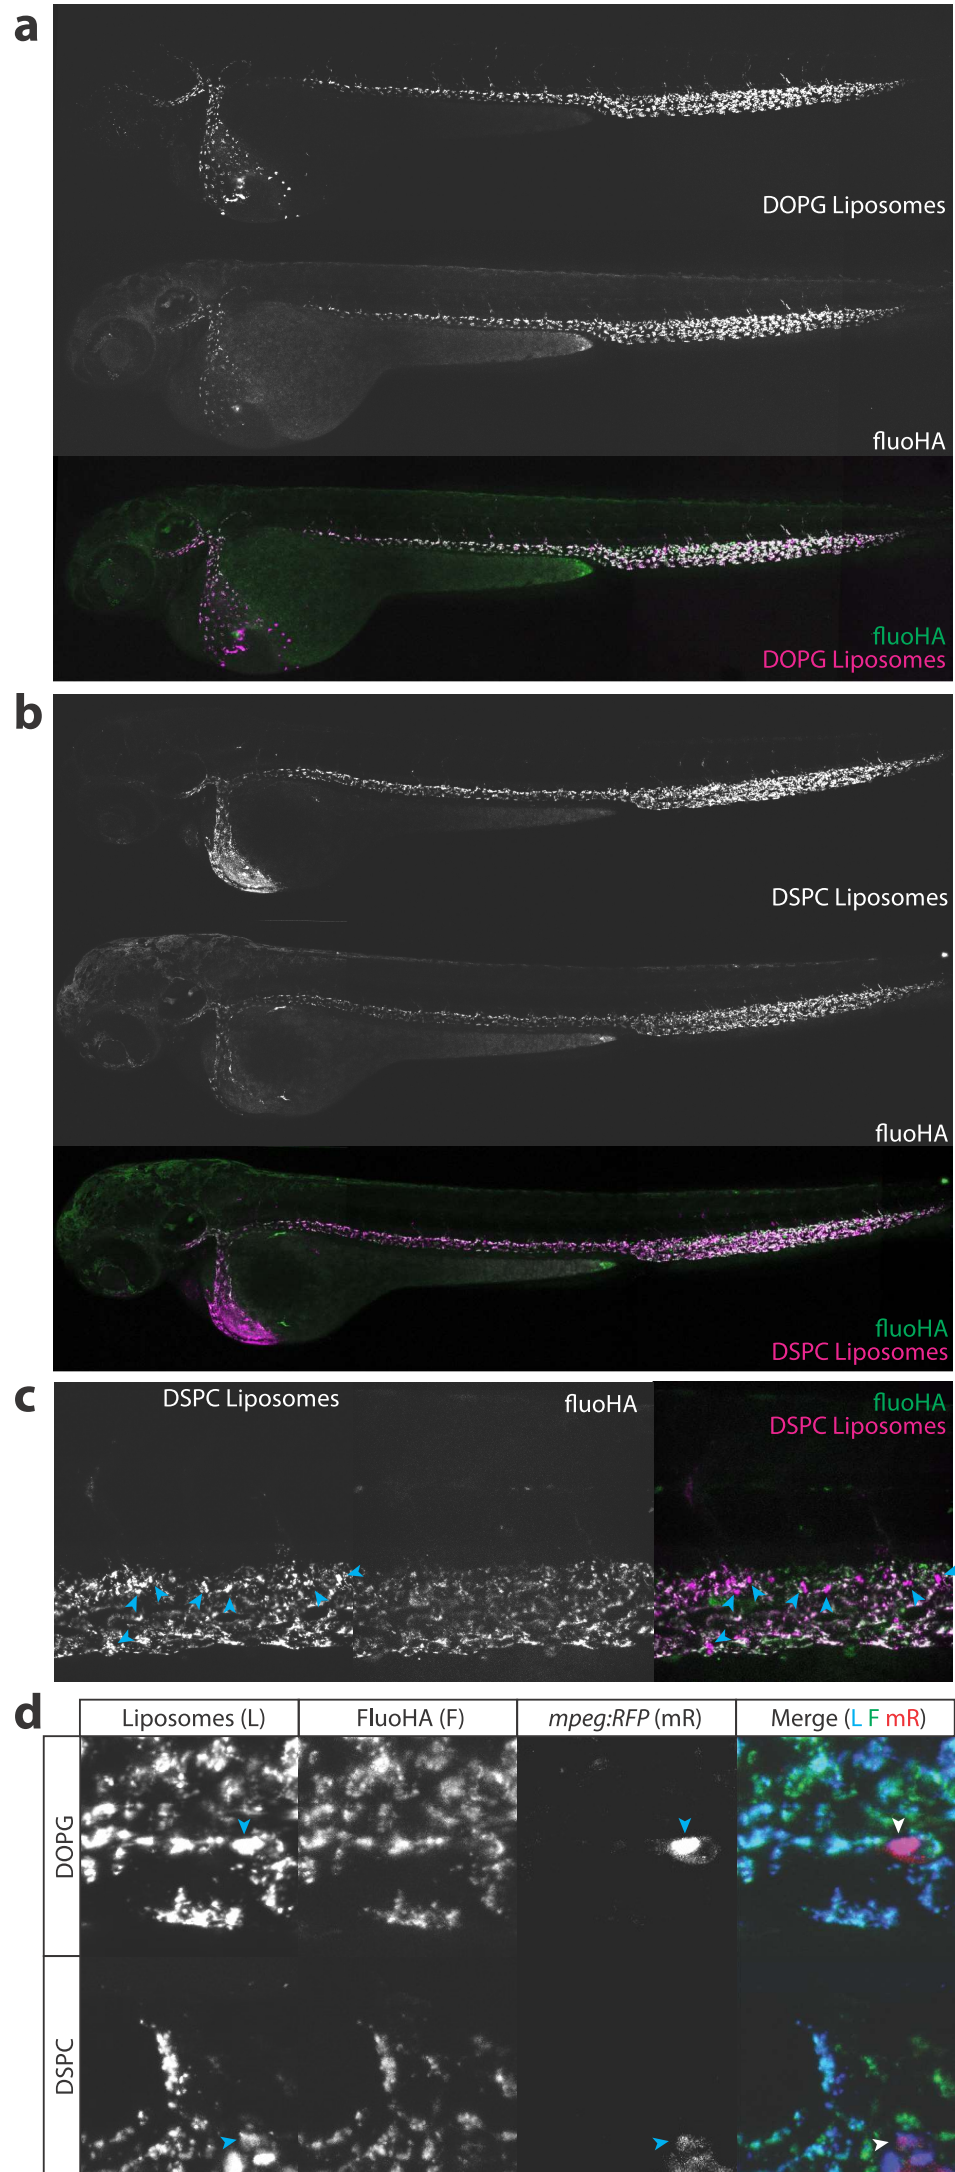 a
DOPG Liposomes
fluoHA
fluoHA
DOPG Liposomes
b
DSPC Liposomes
fluoHA
fluoHA
DSPC Liposomes
c
DSPC Liposomes
fluoHA
fluoHA
DSPC Liposomes
d
Liposomes (L)
FluoHA (F)
mpeg:RFP (mR)
Merge (L F mR)
DOPG
DSPC